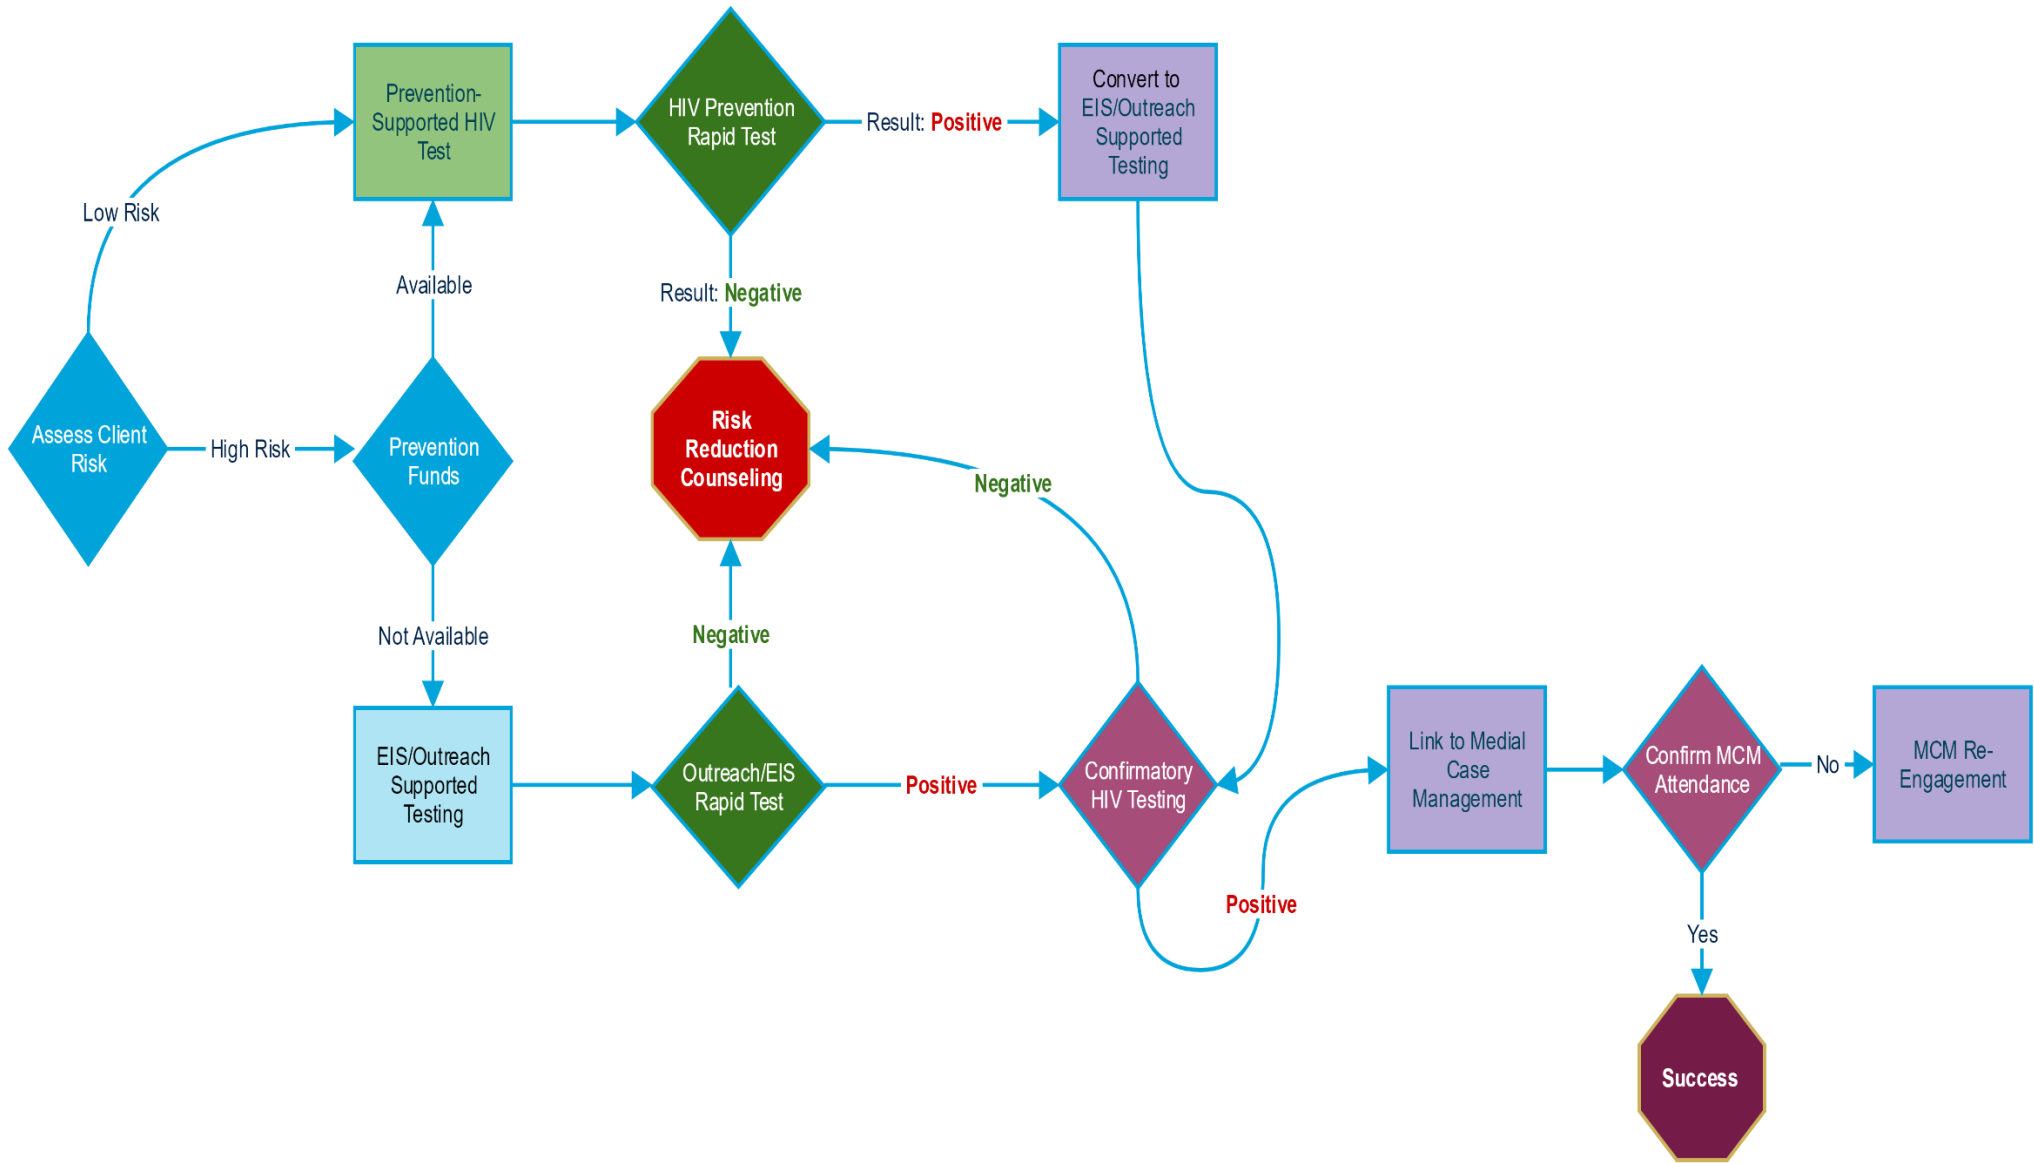 Prevention-
Supported HIV
Test
HIV Prevention
Rapid Test
Result: Positive
Convert to
EIS/Outreach
Supported
Testing
Low Risk
Available
Result: Negative
Assess Client
Risk
High Risk
Prevention
Funds
Risk
Reduction
Counseling
Negative
Not Available
Negative
EIS/Outreach
Supported
Testing
Outreach/EIS
Rapid Test
Positive
Confirmatory
HIV Testing
Positive
Link to Medial
Case
Management
Confirm MCM
Attendance
No
MCM Re-
Engagement
Yes
Success